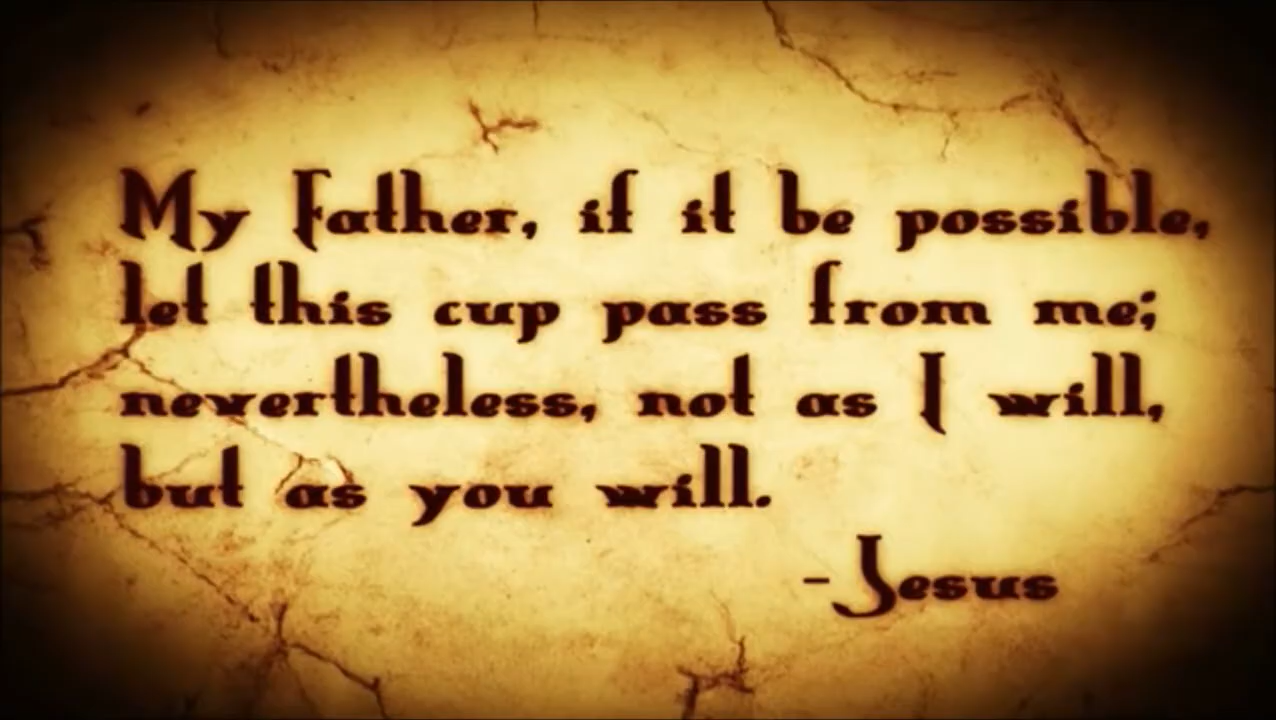 My Father, if it be possible,
let this cup pass from me;
nevertheless, not as I will,
but as you will.
-Jesus